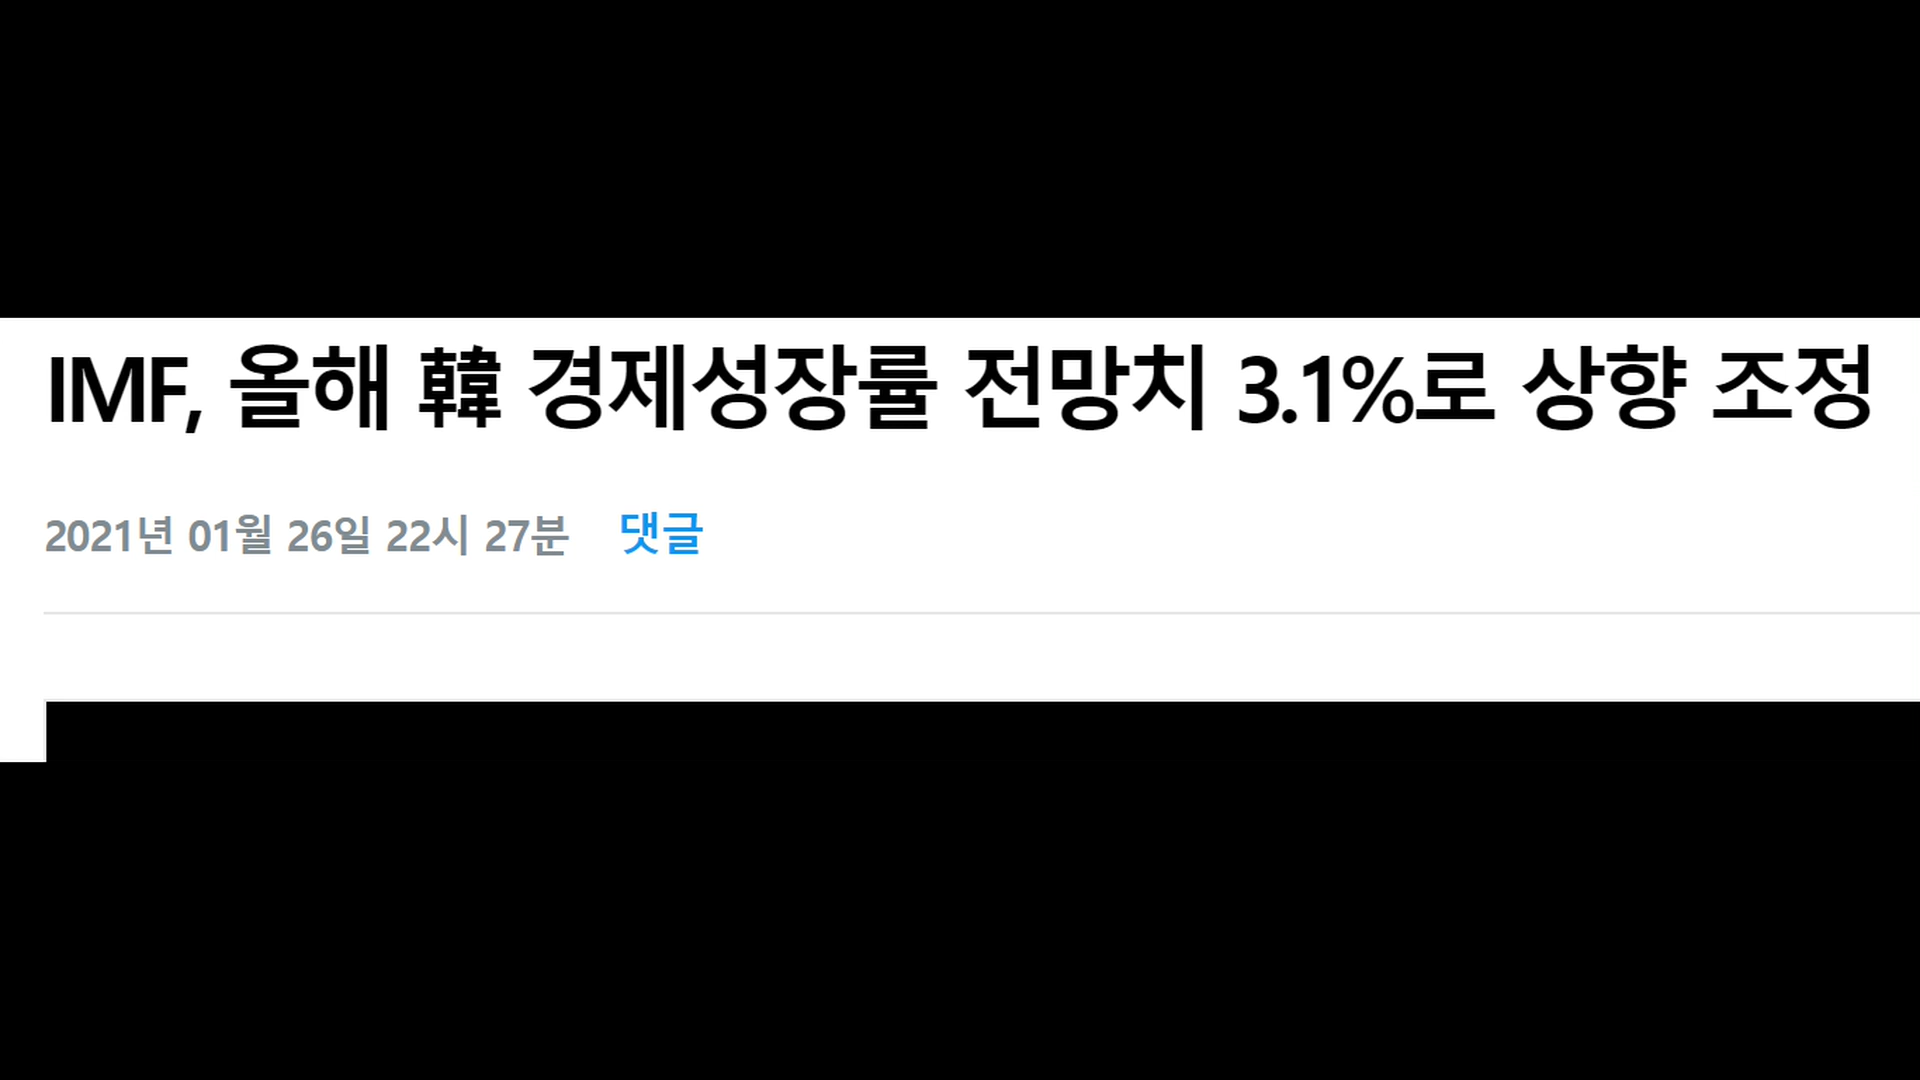 IMF, 올해 韓 경제성장률 전망치 3.1%로 상향 조정
2021년 01월 26일 22시 27분 댓글